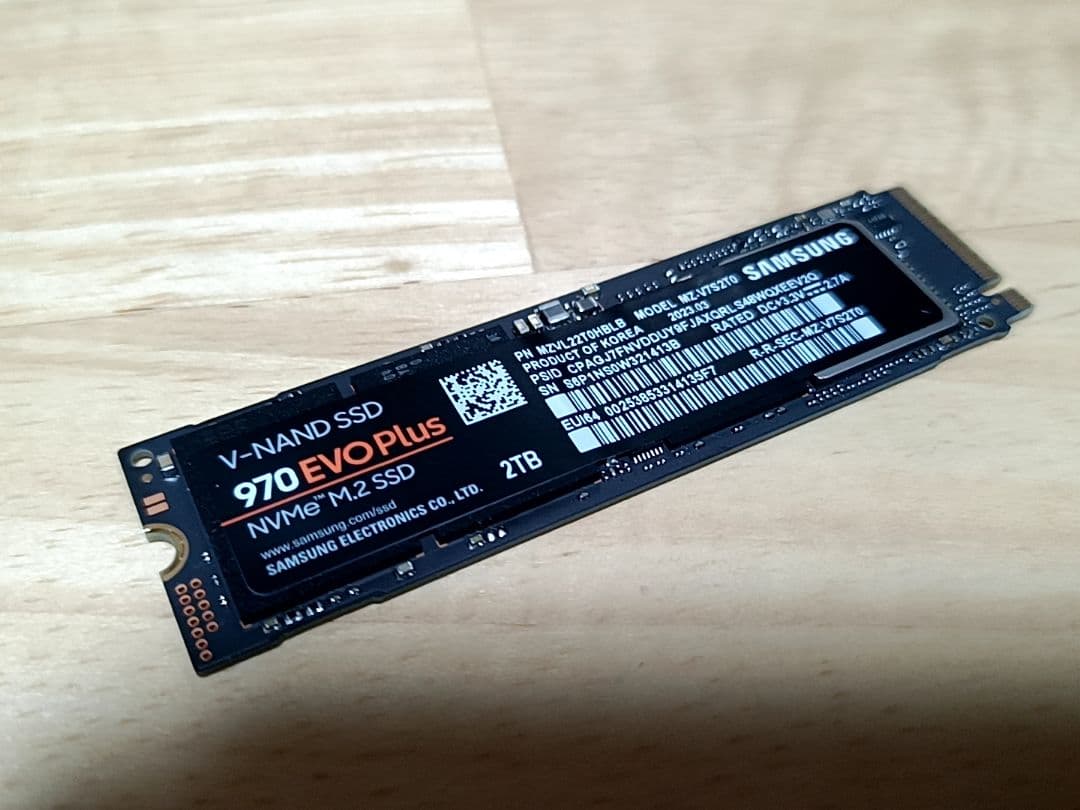 V-NAND SSD
970 EVO Plus
NVMe™ M.2 SSD
www.samsung.com/ssd
SAMSUNG ELECTRONICS CO., LTD.
2TB
SAMSUNG
PN MZVL22T0HBLB MODEL MZ-V7S2T0
PRODUCT OF KOREA 2023.03
PSID CPAGJ7FNVDDUY9FJAXQRLS48WQXEEV2Q
SN S6P1NS0W321413B RATED DC+3.3V 2.7A
EUI64 00253853314135F7 R-R-SEC-MZ-V7S2T0